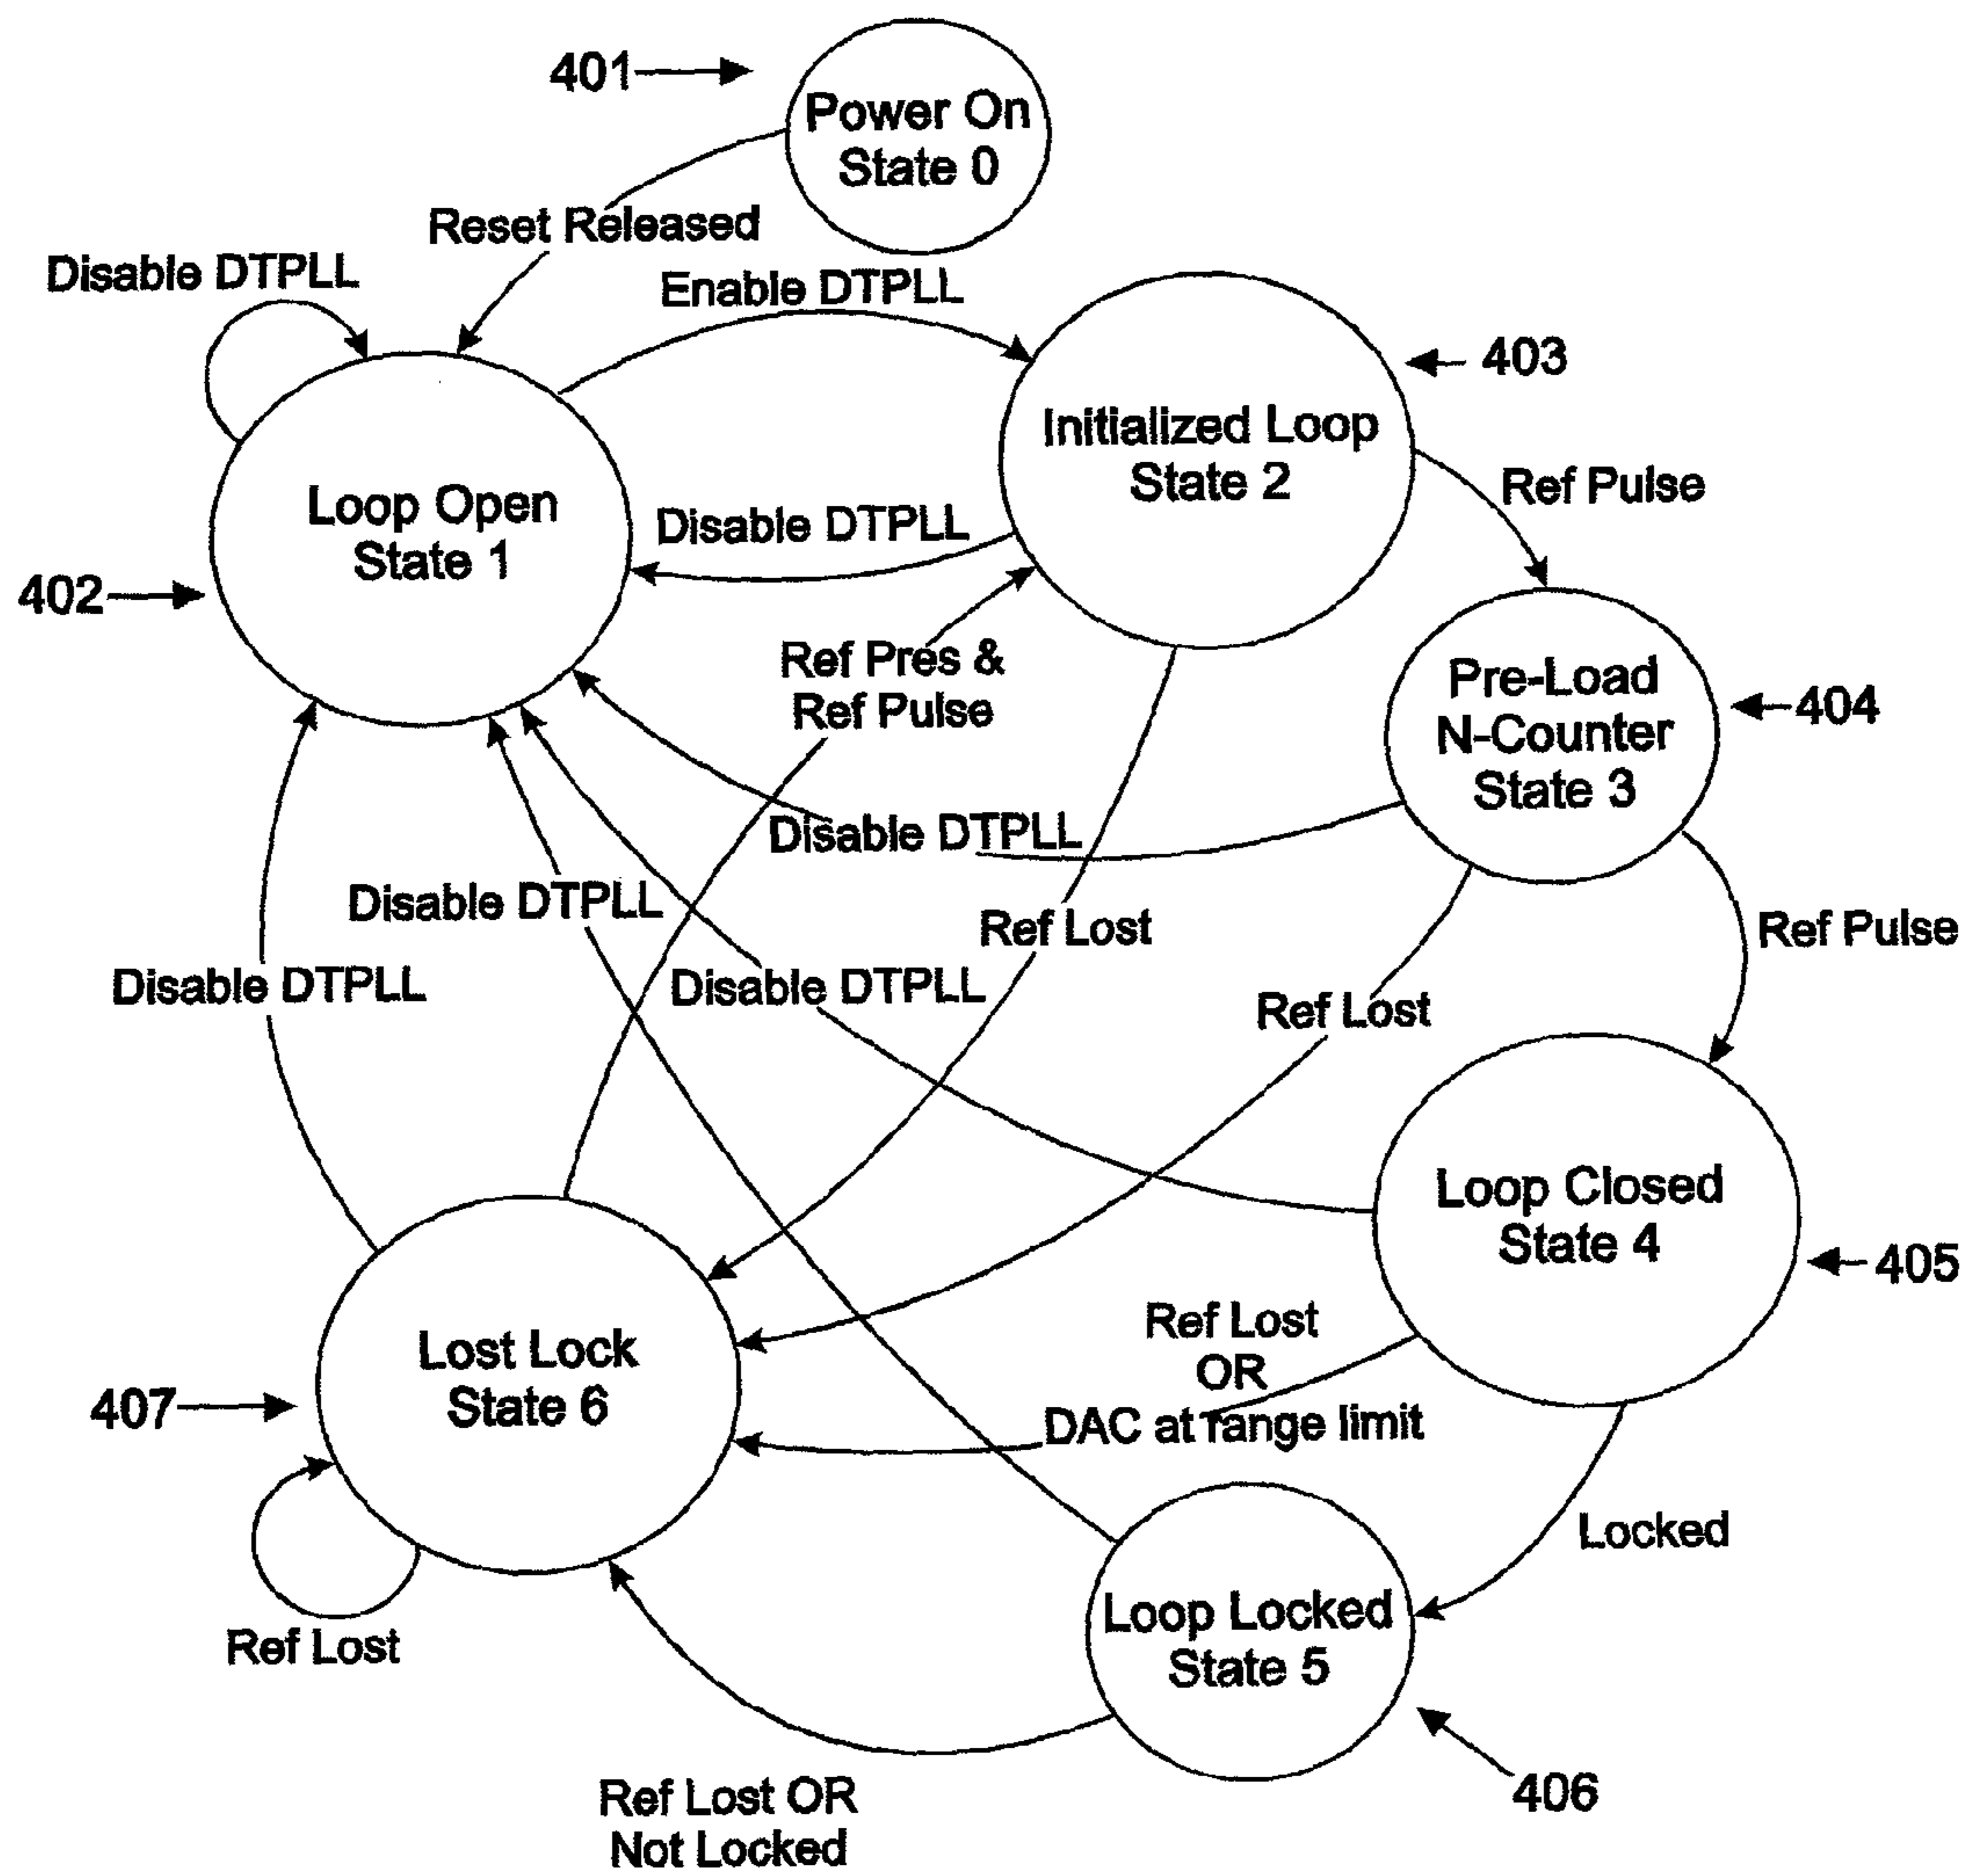 401
Power On
State 0
Reset Released
Disable DTPLL
Enable DTPLL
403
Initialized Loop
State 2
Ref Pulse
Loop Open
State 1
Disable DTPLL
402
Ref Pres &
Ref Pulse
Pre-Load
N-Counter
State 3
404
Disable DTPLL
Disable DTPLL
Ref Lost
Ref Pulse
Disable DTPLL
Disable DTPLL
Ref Lost
Loop Closed
State 4
405
Lost Lock
State 6
407
Ref Lost
OR
DAC at range limit
Locked
Loop Locked
State 5
Ref Lost
406
Ref Lost OR
Not Locked